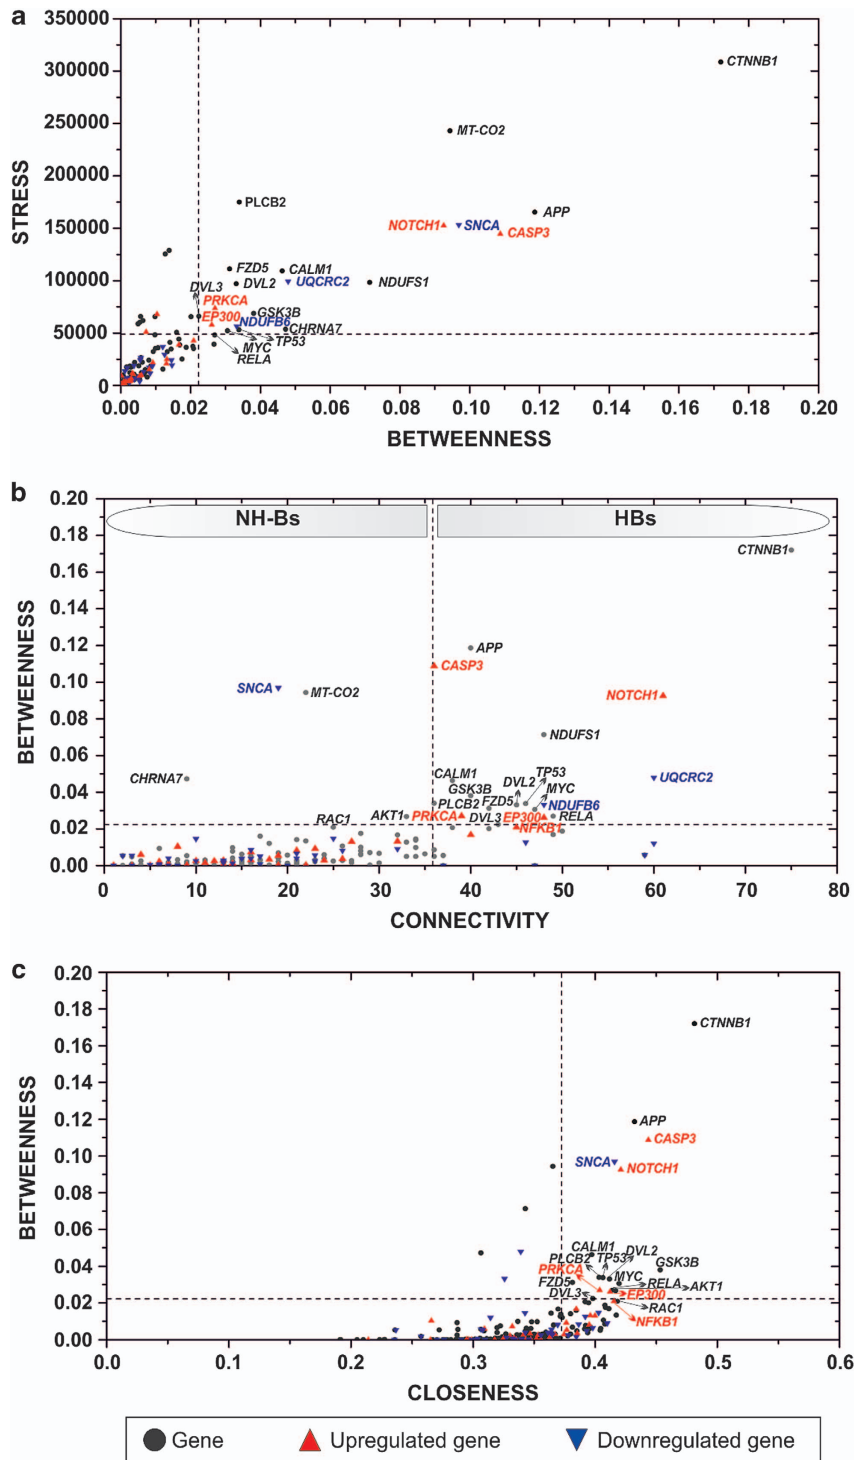 a
350000
300000
250000
200000
150000
100000
50000
0
STRESS
CTNNB1
MT-CO2
PLCB2
APP
NOTCH1
SNCA
CASP3
FZD5
CALM1
DVL2
UQCRC2
NDUFS1
DVL3
PRKCA
GSK3B
EP300
NDUFB6
CHRNA7
MYC
TP53
RELA
0.00 0.02 0.04 0.06 0.08 0.10 0.12 0.14 0.16 0.18 0.20
BETWEENNESS
b
0.20
0.18
0.16
0.14
0.12
0.10
0.08
0.06
0.04
0.02
0.00
BETWEENNESS
NH-Bs
HBs
CTNNB1
APP
CASP3
SNCA
MT-CO2
NOTCH1
NDUFS1
CHRNA7
CALM1
DVL2
TP53
UQCRC2
GSK3B
MYC
PLCB2
FZD5
NDUFB6
RAC1
AKT1
PRKCA
DVL3
EP300
RELA
NFKB1
0 10 20 30 40 50 60 70 80
CONNECTIVITY
c
0.20
0.18
0.16
0.14
0.12
0.10
0.08
0.06
0.04
0.02
0.00
BETWEENNESS
CTNNB1
APP
CASP3
SNCA
NOTCH1
CALM1
DVL2
PLCB2
TP53
GSK3B
PRKCA
MYC
FZD5
RELA
AKT1
DVL3
EP300
RAC1
NFKB1
0.0 0.1 0.2 0.3 0.4 0.5 0.6
CLOSENESS
Gene
Upregulated gene
Downregulated gene